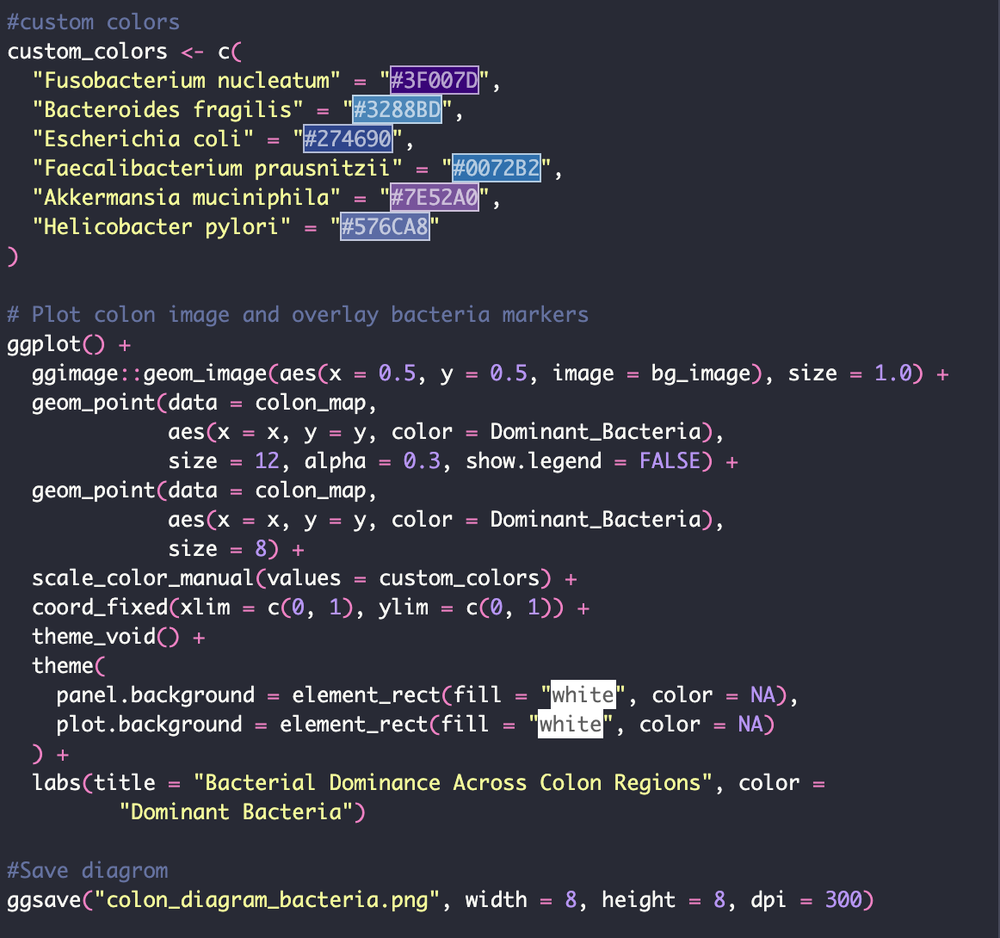 #custom colors
custom_colors <- c(
  "Fusobacterium nucleatum" = "#3F007D",
  "Bacteroides fragilis" = "#3288BD",
  "Escherichia coli" = "#274690",
  "Faecalibacterium prausnitzii" = "#0072B2",
  "Akkermansia muciniphila" = "#7E52A0",
  "Helicobacter pylori" = "#576CA8"
)

# Plot colon image and overlay bacteria markers
ggplot() +
  ggimage::geom_image(aes(x = 0.5, y = 0.5, image = bg_image), size = 1.0) +
  geom_point(data = colon_map,
             aes(x = x, y = y, color = Dominant_Bacteria),
             size = 12, alpha = 0.3, show.legend = FALSE) +
  geom_point(data = colon_map,
             aes(x = x, y = y, color = Dominant_Bacteria),
             size = 8) +
  scale_color_manual(values = custom_colors) +
  coord_fixed(xlim = c(0, 1), ylim = c(0, 1)) +
  theme_void() +
  theme(
    panel.background = element_rect(fill = "white", color = NA),
    plot.background = element_rect(fill = "white", color = NA)
  ) +
  labs(title = "Bacterial Dominance Across Colon Regions", color =
         "Dominant Bacteria")

#Save diagrom
ggsave("colon_diagram_bacteria.png", width = 8, height = 8, dpi = 300)